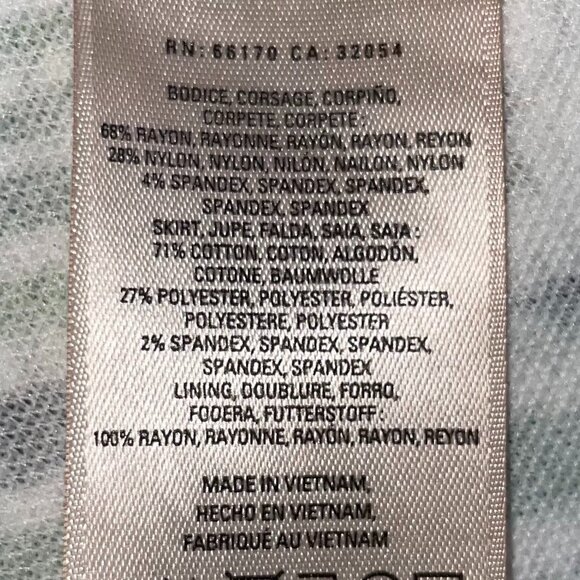 RN: 66170 CA: 32054
BODICE, CORSAGE, CORPIÑO,
CORPETE, CORPETE :
68% RAYON, RAYONNE, RAYÓN, RAYON, REYON
28% NYLON, NYLON, NILÓN, NAILON, NYLON
4% SPANDEX, SPANDEX, SPANDEX,
SPANDEX, SPANDEX
SKIRT, JUPE, FALDA, SAIA, SAIA :
71% COTTON, COTON, ALGODÓN,
COTONE, BAUMWOLLE
27% POLYESTER, POLYESTER, POLIÉSTER,
POLYESTERE, POLYESTER
2% SPANDEX, SPANDEX, SPANDEX,
SPANDEX, SPANDEX
LINING, DOUBLURE, FORRO,
FODERA, FUTTERSTOFF :
100% RAYON, RAYONNE, RAYÓN, RAYON, REYON
MADE IN VIETNAM,
HECHO EN VIETNAM,
FABRIQUÉ AU VIETNAM